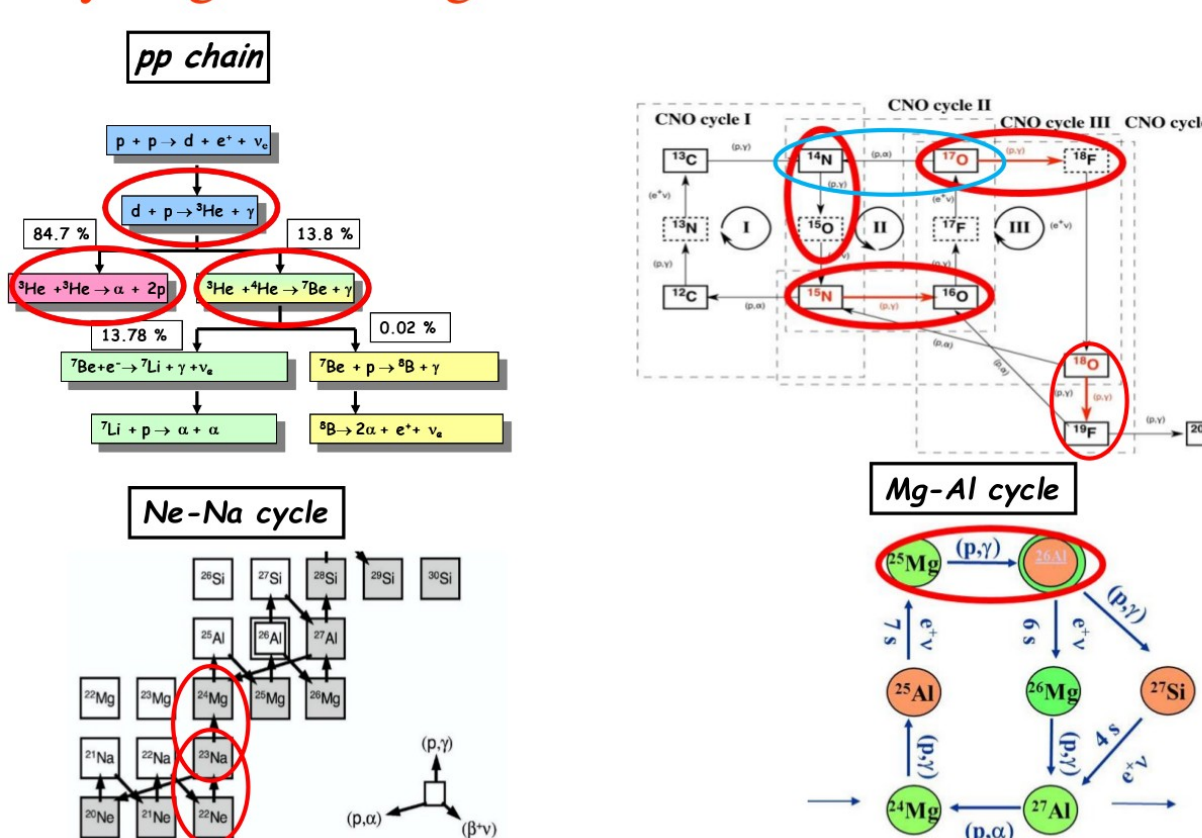 pp chain
p + p → d + e⁺ + νₑ
d + p → ³He + γ
84.7 %
13.8 %
³He +³He → α + 2p
³He +⁴He → ⁷Be + γ
13.78 %
0.02 %
⁷Be+e⁻ → ⁷Li + γ +νₑ
⁷Be + p → ⁸B + γ
⁷Li + p → α + α
⁸B → 2α + e⁺ + νₑ
CNO cycle I
CNO cycle II
CNO cycle III
CNO cycle
¹³C
(p,γ)
¹⁴N
(p,α)
¹⁷O
(p,γ)
¹⁸F
(e⁺ν)
(p,γ)
(e⁺ν)
¹³N
I
¹⁵O
II
¹⁷F
III
(e⁺ν)
(p,γ)
(p,γ)
¹²C
(p,α)
¹⁵N
(p,γ)
¹⁶O
(p,α)
(p,α)
¹⁸O
(p,γ)
(p,γ)
¹⁹F
(p,γ)
20
Ne-Na cycle
²⁶Si
²⁷Si
²⁸Si
²⁹Si
³⁰Si
²⁵Al
²⁶Al
²⁷Al
²²Mg
²³Mg
²⁴Mg
²⁵Mg
²⁶Mg
²¹Na
²²Na
²³Na
²⁰Ne
²¹Ne
²²Ne
(p,γ)
(p,α)
(β⁺ν)
Mg-Al cycle
²⁵Mg
(p,γ)
²⁶Al
(p,γ)
7 s
e⁺ν
6 s
e⁺ν
²⁵Al
²⁶Mg
²⁷Si
(p,γ)
(p,γ)
4 s
e⁺ν
²⁴Mg
(p,α)
²⁷Al